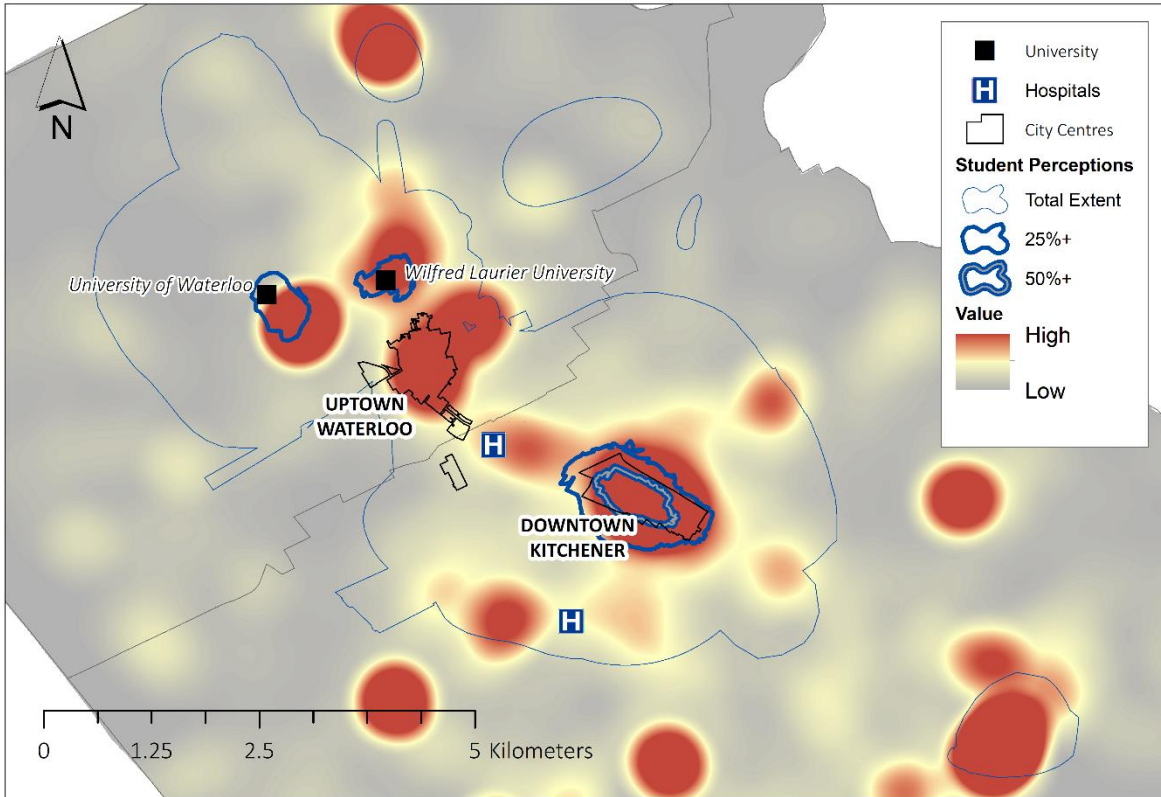 N
University of Waterloo
Wilfred Laurier University
UPTOWN
WATERLOO
H
DOWNTOWN
KITCHENER
H
0 1.25 2.5 5 Kilometers
University
H Hospitals
City Centres
Student Perceptions
Total Extent
25%+
50%+
Value
High
Low